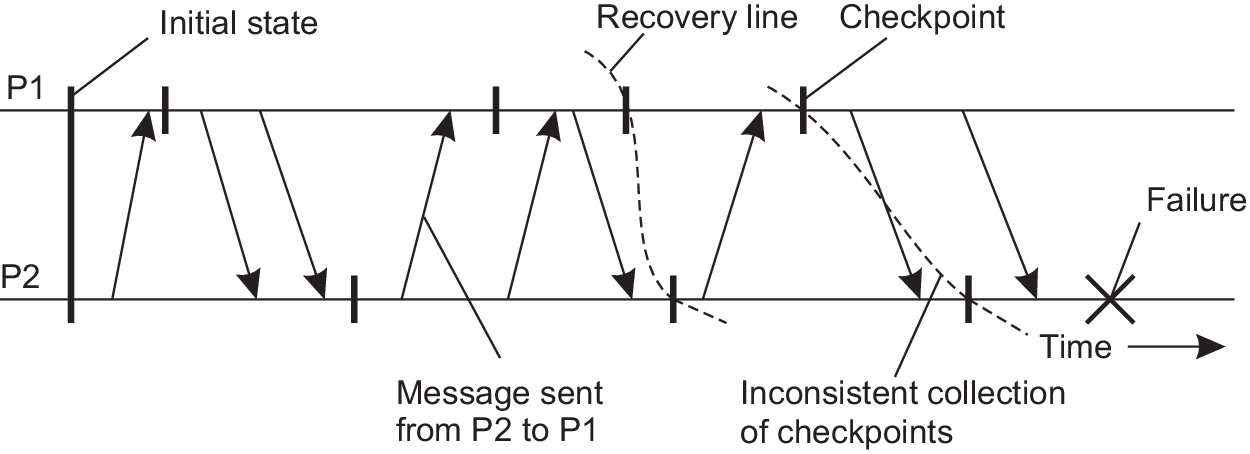 Initial state
Recovery line
Checkpoint
P1
Failure
P2
Time
Message sent
from P2 to P1
Inconsistent collection
of checkpoints